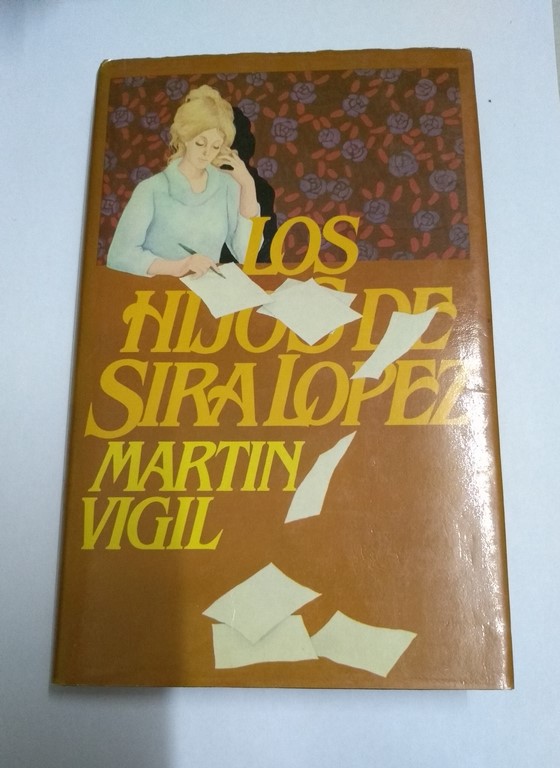 LOS
HIJOS DE
SIRA LOPEZ
MARTIN
VIGIL